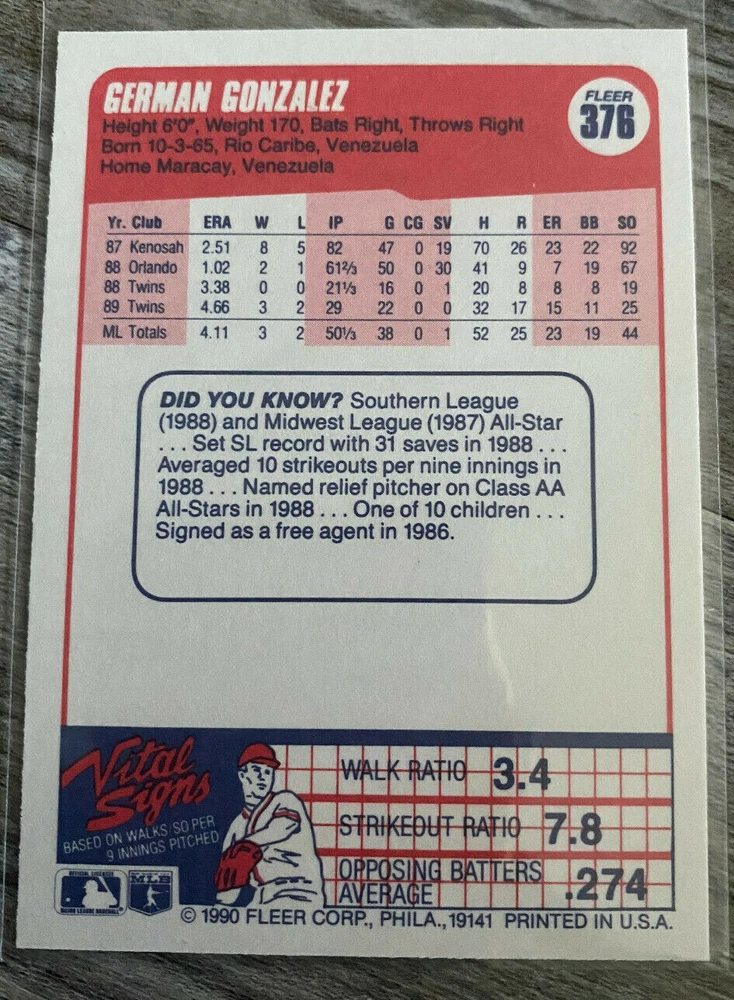 GERMAN GONZALEZ
FLEER
376
Height 6'0", Weight 170, Bats Right, Throws Right
Born 10-3-65, Rio Caribe, Venezuela
Home Maracay, Venezuela
Yr. Club ERA W L IP G CG SV H R ER BB SO
87 Kenosah 2.51 8 5 82 47 0 19 70 26 23 22 92
88 Orlando 1.02 2 1 61⅔ 50 0 30 41 9 7 19 67
88 Twins 3.38 0 0 21⅓ 16 0 1 20 8 8 8 19
89 Twins 4.66 3 2 29 22 0 0 32 17 15 11 25
ML Totals 4.11 3 2 50⅓ 38 0 1 52 25 23 19 44
DID YOU KNOW? Southern League
(1988) and Midwest League (1987) All-Star
. . . Set SL record with 31 saves in 1988 . . .
Averaged 10 strikeouts per nine innings in
1988 . . . Named relief pitcher on Class AA
All-Stars in 1988 . . . One of 10 children . . .
Signed as a free agent in 1986.
Vital
Signs
BASED ON WALKS/SO PER
9 INNINGS PITCHED
WALK RATIO 3.4
STRIKEOUT RATIO 7.8
OPPOSING BATTERS
AVERAGE .274
OFFICIAL LICENSEE
MAJOR LEAGUE BASEBALL
MLB
© 1990 FLEER CORP., PHILA., 19141 PRINTED IN U.S.A.